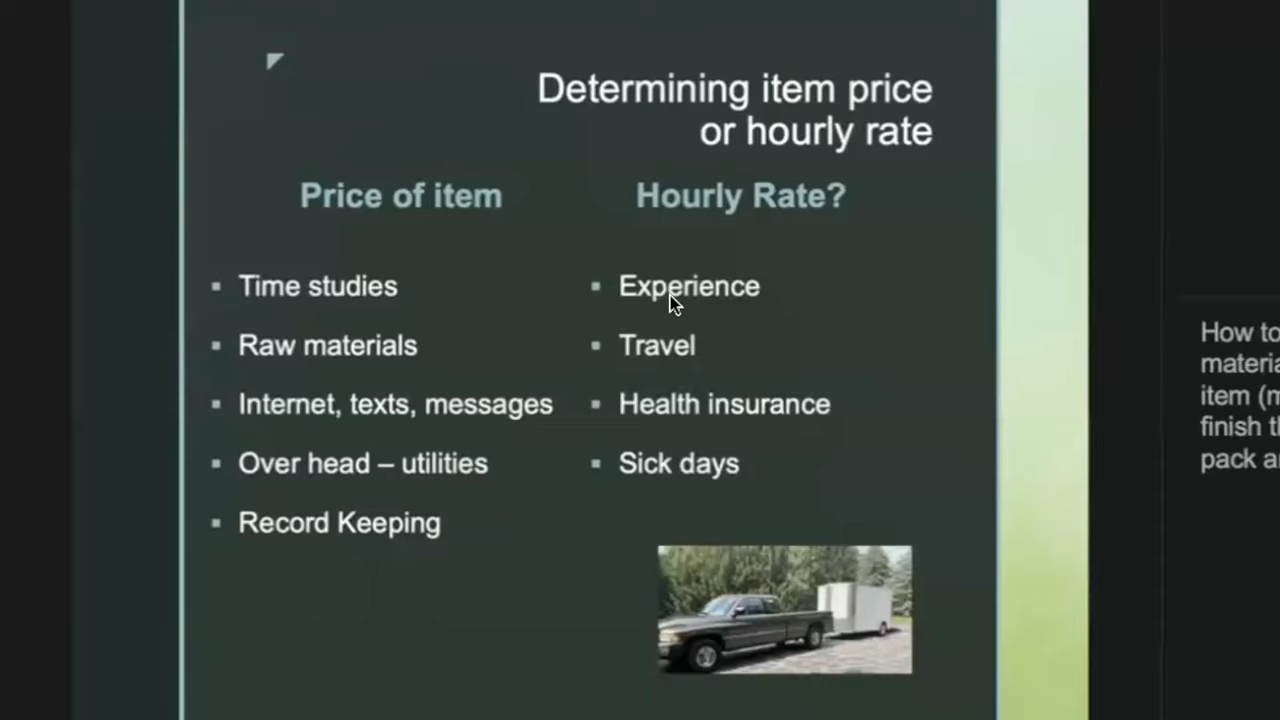 Determining item price
or hourly rate
Price of item
Time studies
Raw materials
Internet, texts, messages
Over head – utilities
Record Keeping
Hourly Rate?
Experience
Travel
Health insurance
Sick days
How to
item (
finish
pack